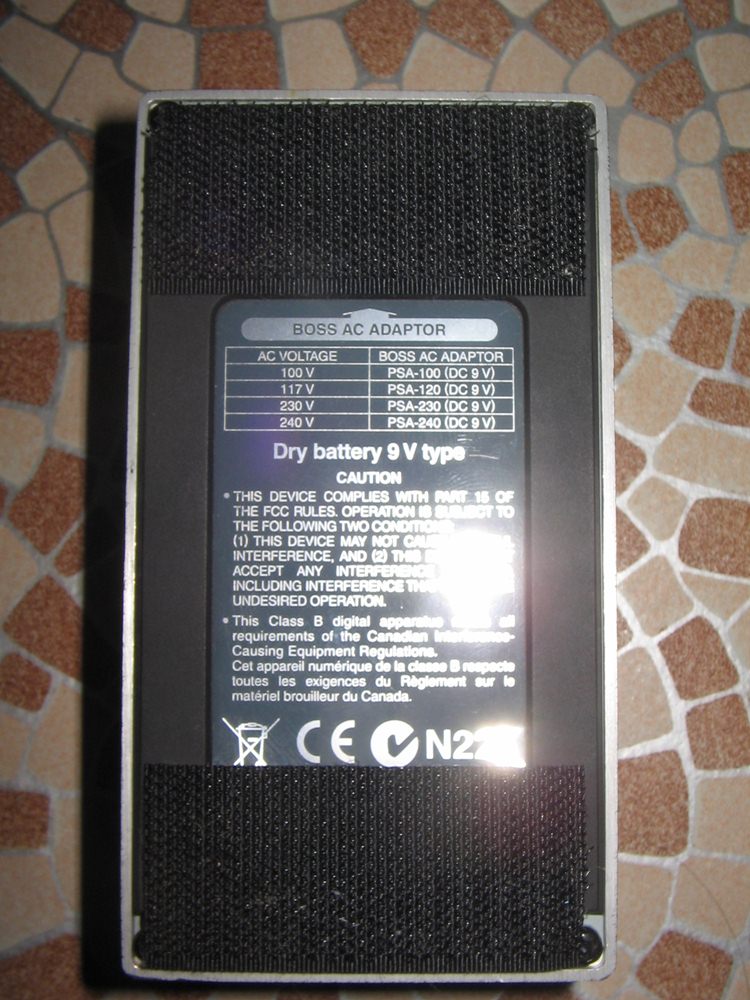 BOSS AC ADAPTOR
AC VOLTAGE BOSS AC ADAPTOR
100 V PSA-100 (DC 9 V)
117 V PSA-120 (DC 9 V)
230 V PSA-230 (DC 9 V)
240 V PSA-240 (DC 9 V)
Dry battery 9 V type
CAUTION
• THIS DEVICE COMPLIES WITH PART 15 OF
THE FCC RULES. OPERATION IS SUBJECT TO
THE FOLLOWING TWO CONDITIONS:
(1) THIS DEVICE MAY NOT
INTERFERENCE, AND (2) THIS
ACCEPT ANY INTERFERENCE
INCLUDING INTERFERENCE
UNDESIRED OPERATION.
• This Class B digital apparatus all
requirements of the Canadian Interference-
Causing Equipment Regulations.
Cet appareil numérique de la classe B respecte
toutes les exigences du Règlement sur le
matériel brouilleur du Canada.
CE